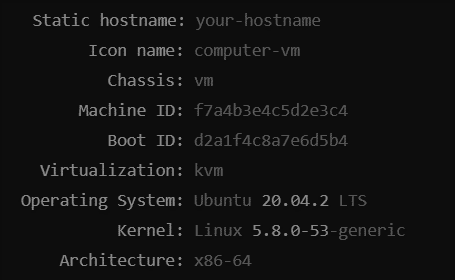 Static hostname: your-hostname
Icon name: computer-vm
Chassis: vm
Machine ID: f7a4b3e4c5d2e3c4
Boot ID: d2a1f4c8a7e6d5b4
Virtualization: kvm
Operating System: Ubuntu 20.04.2 LTS
Kernel: Linux 5.8.0-53-generic
Architecture: x86-64